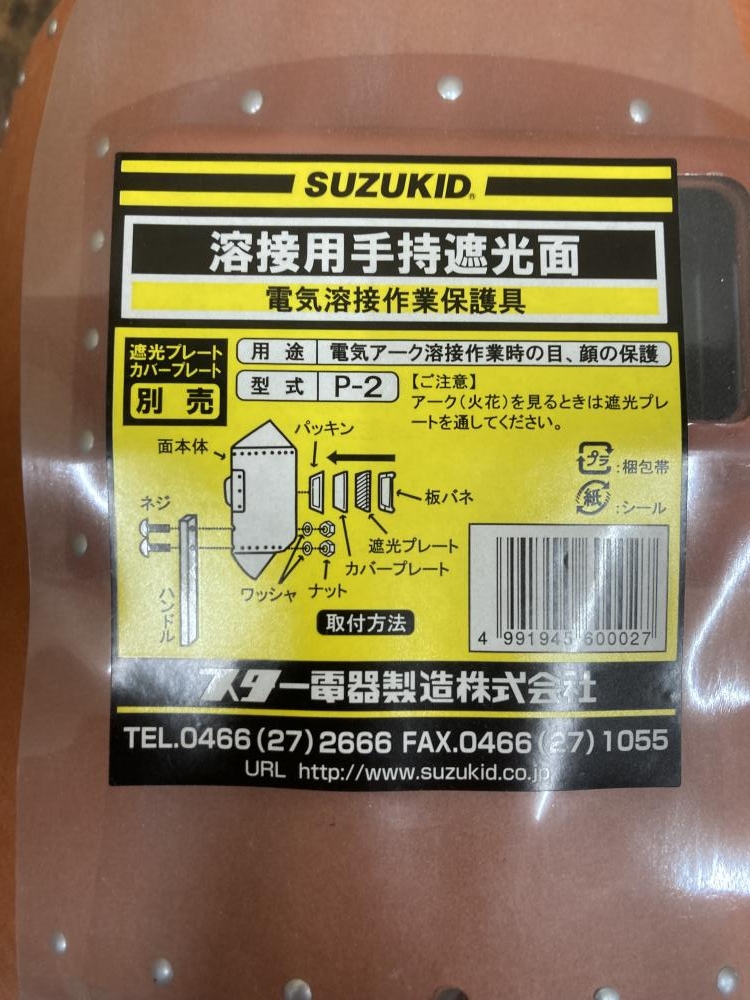 SUZUKID®
溶接用手持遮光面
電気溶接作業保護具
遮光プレート
カバープレート
別売
用途 電気アーク溶接作業時の目、顔の保護
型式 P-2
【ご注意】
アーク(火花)を見るときは遮光プレ
ートを通してください。
パッキン
面本体
板バネ
ネジ
遮光プレート
カバープレート
ワッシャ
ナット
ハンドル
取付方法
プラ :梱包帯
紙 :シール
4 991945 600027
スター電器製造株式会社
TEL.0466(27)2666 FAX.0466(27)1055
URL http://www.suzukid.co.jp